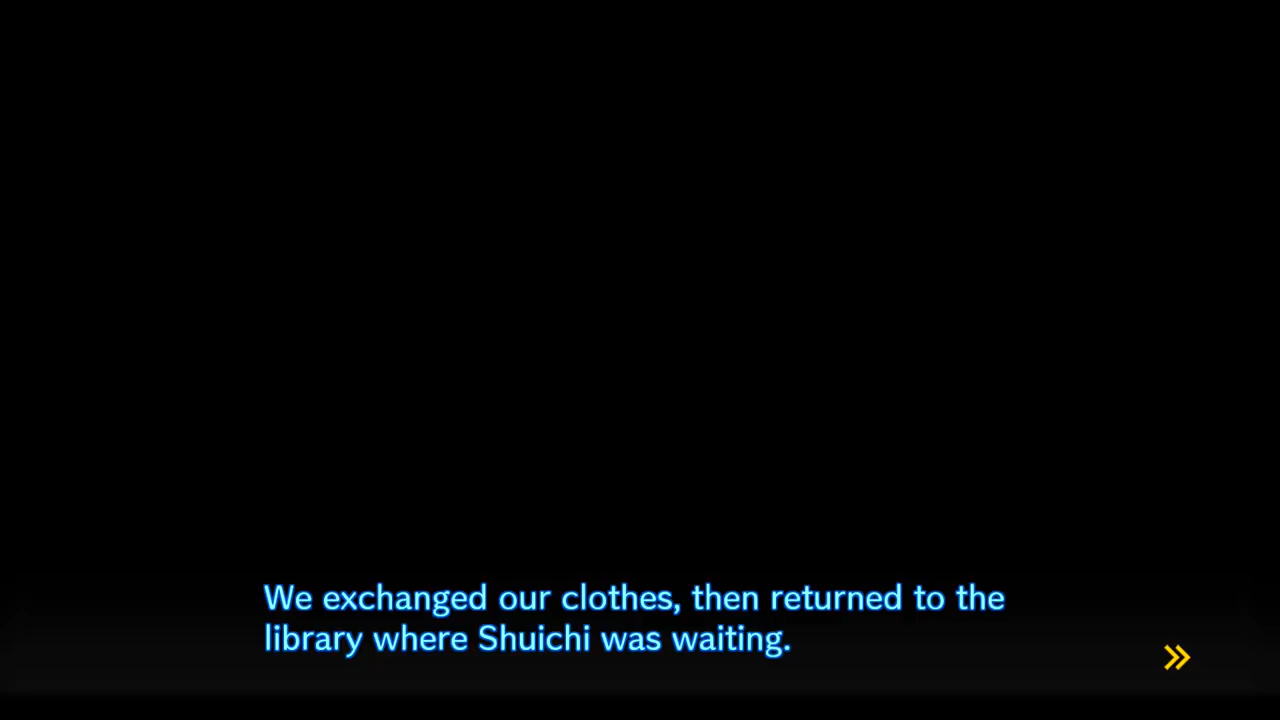 We exchanged our clothes, then returned to the
library where Shuichi was waiting.